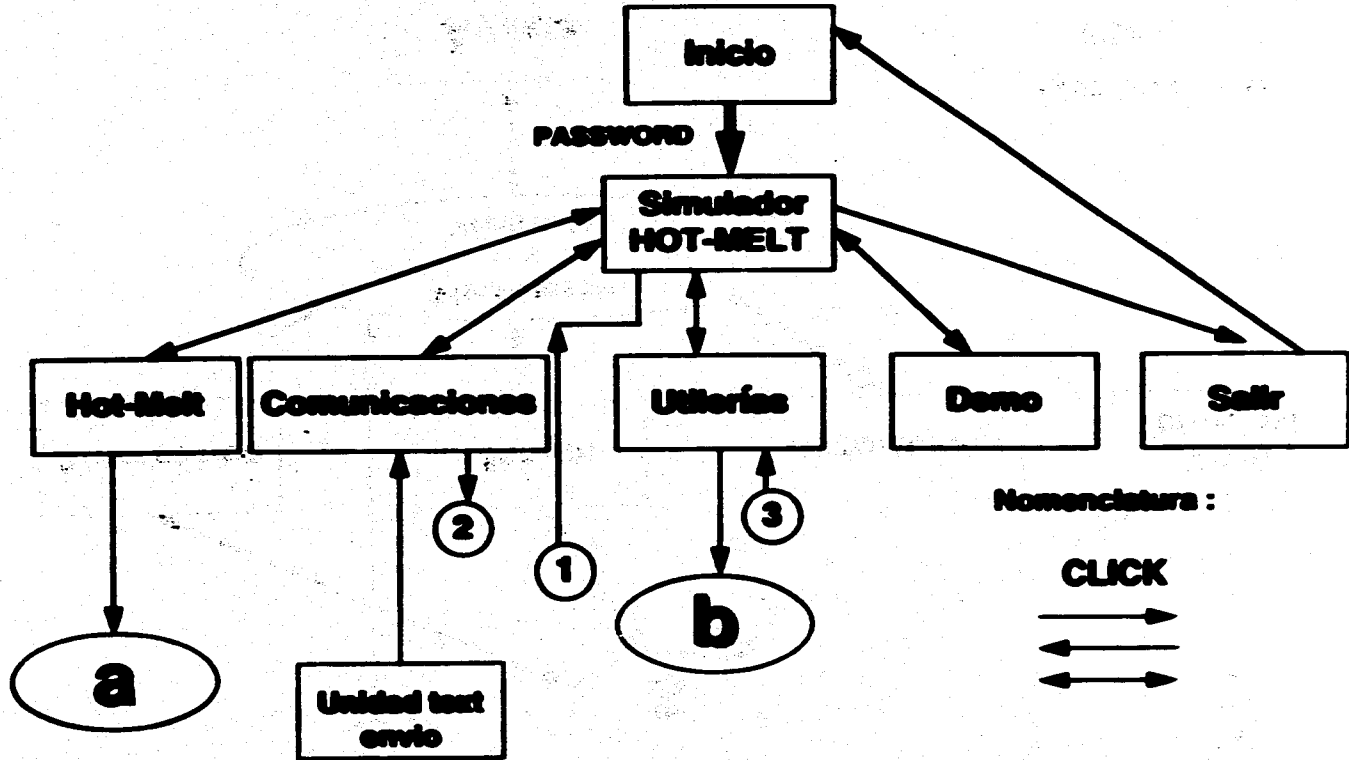 Inicio
PASSWORD
Simulador
HOT-MELT
Hot-Melt
Comunicaciones
Utilerías
Demo
Salir
2
1
3
Nomenclatura :
CLICK
a
b
Unidad text
envio